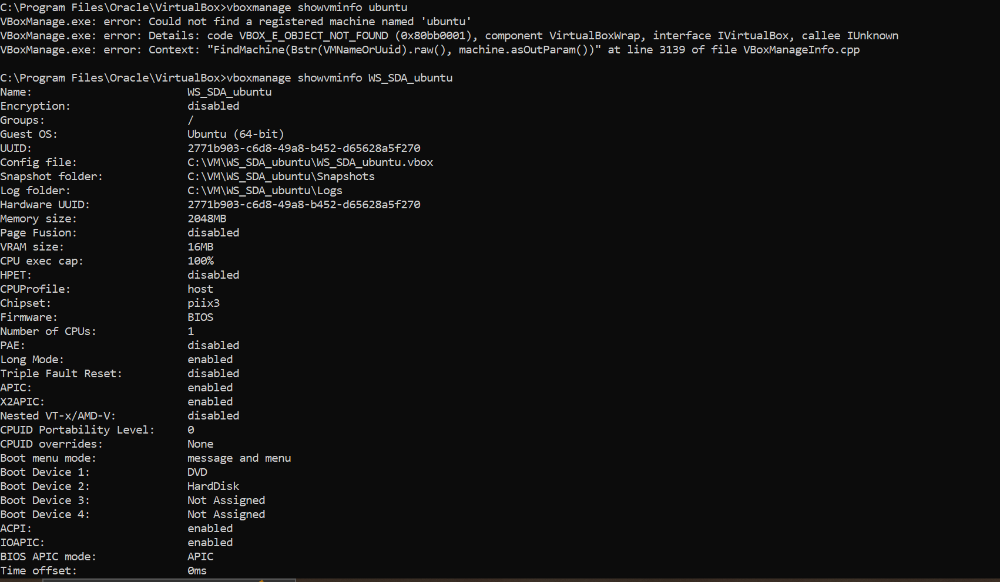 C:\Program Files\Oracle\VirtualBox>vboxmanage showvminfo ubuntu
VBoxManage.exe: error: Could not find a registered machine named 'ubuntu'
VBoxManage.exe: error: Details: code VBOX_E_OBJECT_NOT_FOUND (0x80bb0001), component VirtualBoxWrap, interface IVirtualBox, callee IUnknown
VBoxManage.exe: error: Context: "FindMachine(Bstr(VMNameOrUuid).raw(), machine.asOutParam())" at line 3139 of file VBoxManageInfo.cpp
C:\Program Files\Oracle\VirtualBox>vboxmanage showvminfo WS_SDA_ubuntu
Name: WS_SDA_ubuntu
Encryption: disabled
Groups: /
Guest OS: Ubuntu (64-bit)
UUID: 2771b903-c6d8-49a8-b452-d65628a5f270
Config file: C:\VM\WS_SDA_ubuntu\WS_SDA_ubuntu.vbox
Snapshot folder: C:\VM\WS_SDA_ubuntu\Snapshots
Log folder: C:\VM\WS_SDA_ubuntu\Logs
Hardware UUID: 2771b903-c6d8-49a8-b452-d65628a5f270
Memory size: 2048MB
Page Fusion: disabled
VRAM size: 16MB
CPU exec cap: 100%
HPET: disabled
CPUProfile: host
Chipset: piix3
Firmware: BIOS
Number of CPUs: 1
PAE: disabled
Long Mode: enabled
Triple Fault Reset: disabled
APIC: enabled
X2APIC: enabled
Nested VT-x/AMD-V: disabled
CPUID Portability Level: 0
CPUID overrides: None
Boot menu mode: message and menu
Boot Device 1: DVD
Boot Device 2: HardDisk
Boot Device 3: Not Assigned
Boot Device 4: Not Assigned
ACPI: enabled
IOAPIC: enabled
BIOS APIC mode: APIC
Time offset: 0ms